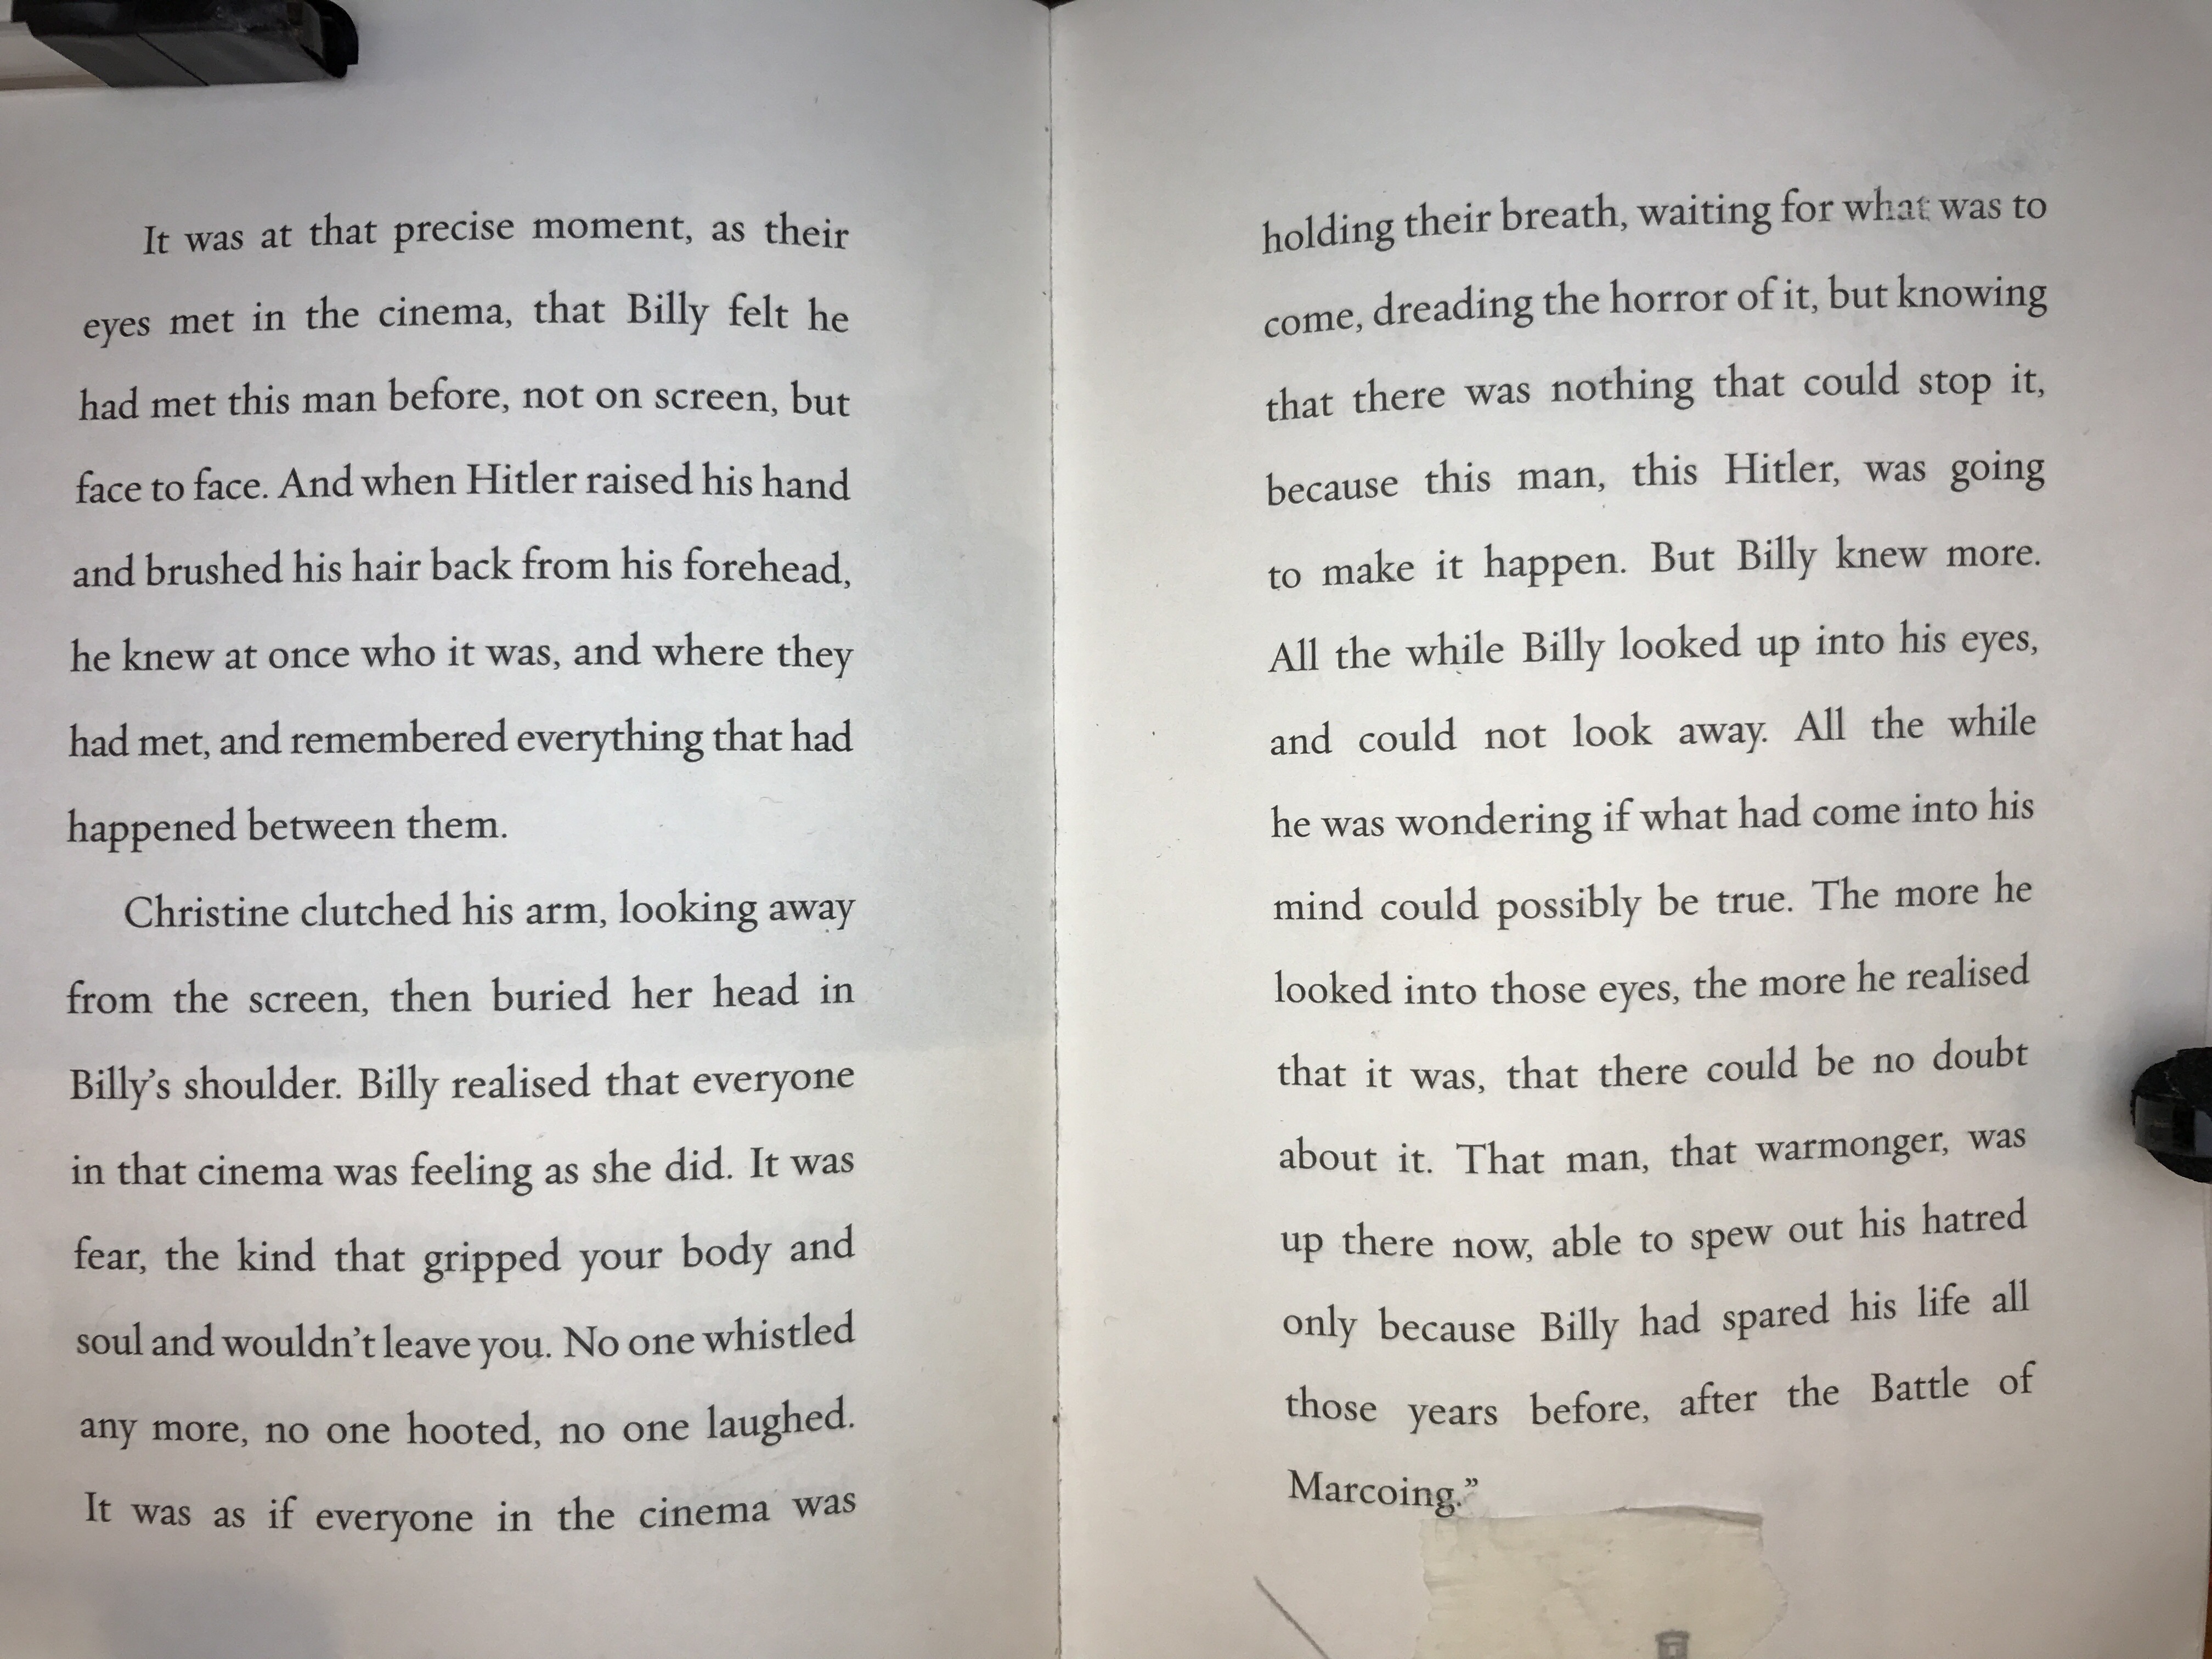 It was at that precise moment, as their
eyes met in the cinema, that Billy felt he
had met this man before, not on screen, but
face to face. And when Hitler raised his hand
and brushed his hair back from his forehead,
he knew at once who it was, and where they
had met, and remembered everything that had
happened between them.
Christine clutched his arm, looking away
from the screen, then buried her head in
Billy’s shoulder. Billy realised that everyone
in that cinema was feeling as she did. It was
fear, the kind that gripped your body and
soul and wouldn’t leave you. No one whistled
any more, no one hooted, no one laughed.
It was as if everyone in the cinema was
holding their breath, waiting for what was to
come, dreading the horror of it, but knowing
that there was nothing that could stop it,
because this man, this Hitler, was going
to make it happen. But Billy knew more.
All the while Billy looked up into his eyes,
and could not look away. All the while
he was wondering if what had come into his
mind could possibly be true. The more he
looked into those eyes, the more he realised
that it was, that there could be no doubt
about it. That man, that warmonger, was
up there now, able to spew out his hatred
only because Billy had spared his life all
those years before, after the Battle of
Marcoing.”